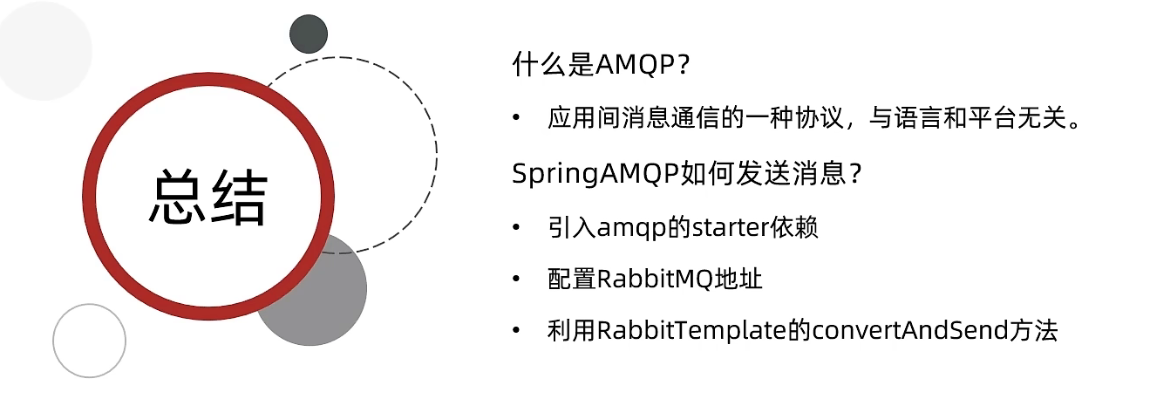 总结
什么是AMQP？
• 应用间消息通信的一种协议，与语言和平台无关。
SpringAMQP如何发送消息？
• 引入amqp的starter依赖
• 配置RabbitMQ地址
• 利用RabbitTemplate的convertAndSend方法